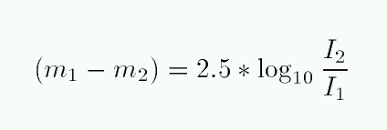 (m₁ − m₂) = 2.5 * log₁₀ I₂/I₁